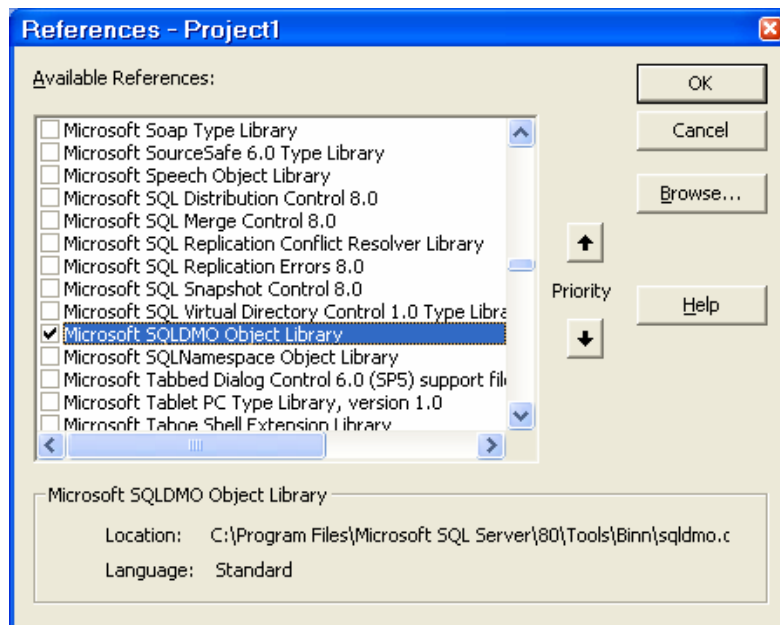 References - Project1
Available References:
Microsoft Soap Type Library
Microsoft SourceSafe 6.0 Type Library
Microsoft Speech Object Library
Microsoft SQL Distribution Control 8.0
Microsoft SQL Merge Control 8.0
Microsoft SQL Replication Conflict Resolver Library
Microsoft SQL Replication Errors 8.0
Microsoft SQL Snapshot Control 8.0
Microsoft SQL Virtual Directory Control 1.0 Type Libra
Microsoft SQLDMO Object Library
Microsoft SQLNamespace Object Library
Microsoft Tabbed Dialog Control 6.0 (SP5) support fil
Microsoft Tablet PC Type Library, version 1.0
Microsoft Tahoe Shell Extension Library
OK
Cancel
Browse...
Priority
Help
Microsoft SQLDMO Object Library
Location: C:\Program Files\Microsoft SQL Server\80\Tools\Binn\sqldmo.c
Language: Standard